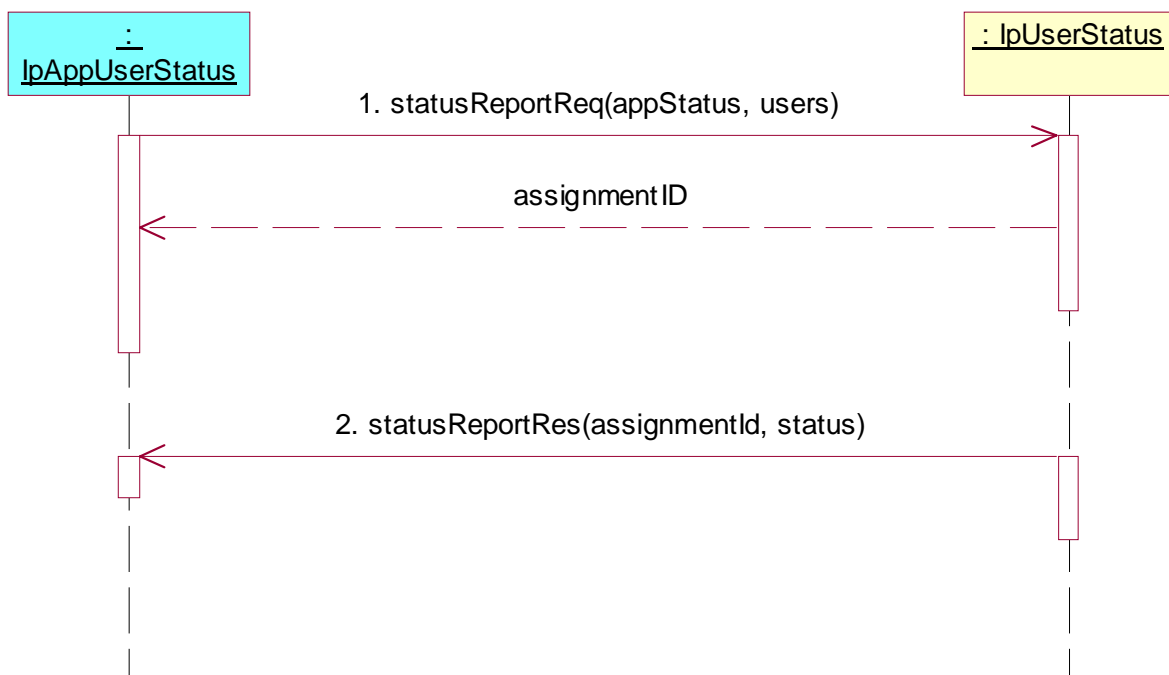 :
IpAppUserStatus
: IpUserStatus
1. statusReportReq(appStatus, users)
assignmentID
2. statusReportRes(assignmentId, status)